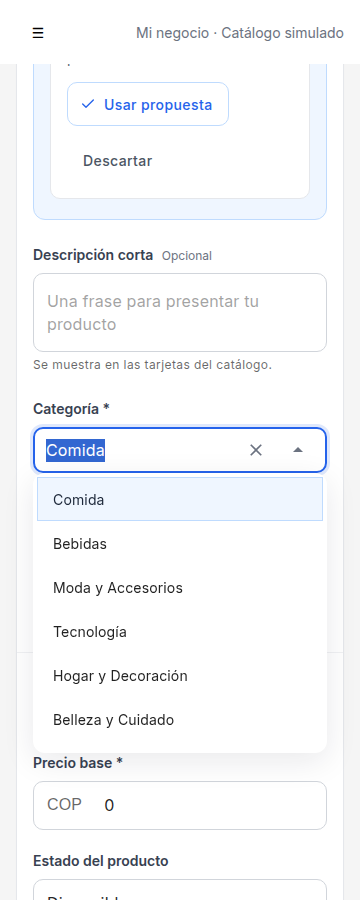 ☰ Mi negocio · Catálogo simulado
Usar propuesta
Descartar
Descripción corta Opcional
Una frase para presentar tu
producto
Se muestra en las tarjetas del catálogo.
Categoría *
Comida
Comida
Bebidas
Moda y Accesorios
Tecnología
Hogar y Decoración
Belleza y Cuidado
Precio base *
COP 0
Estado del producto